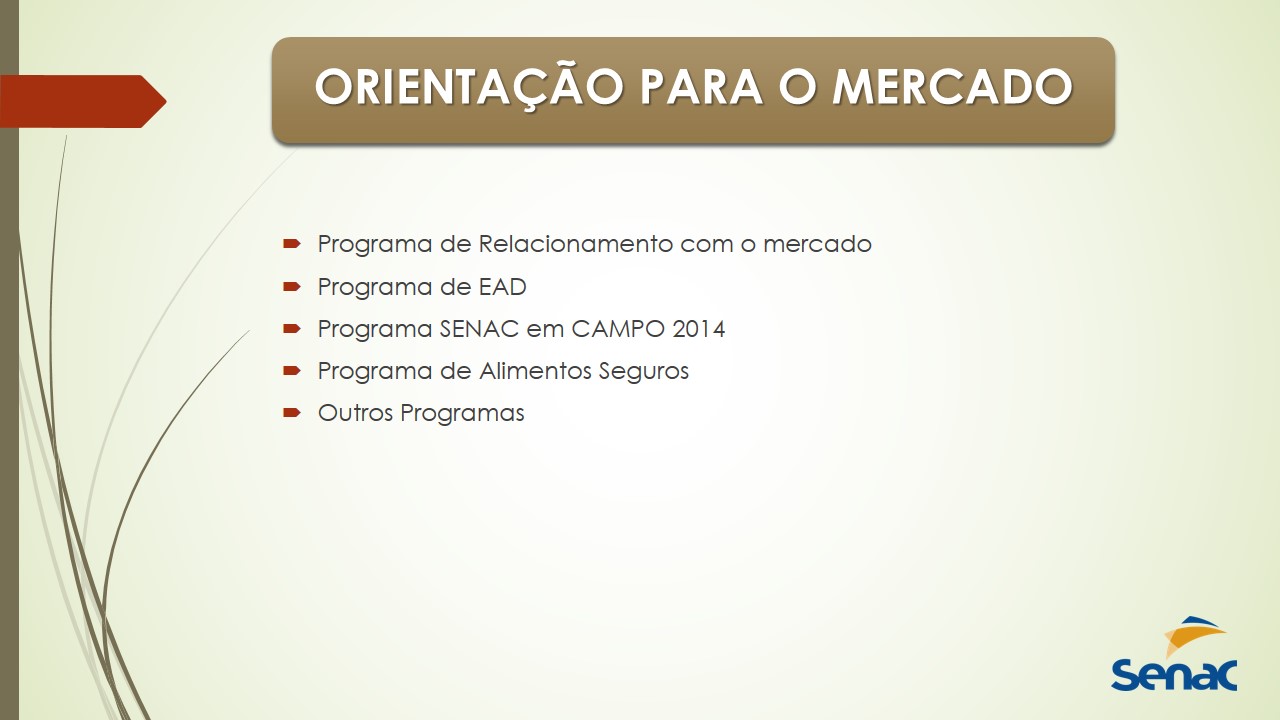 ORIENTAÇÃO PARA O MERCADO
Programa de Relacionamento com o mercado
Programa de EAD
Programa SENAC em CAMPO 2014
Programa de Alimentos Seguros
Outros Programas
Senac